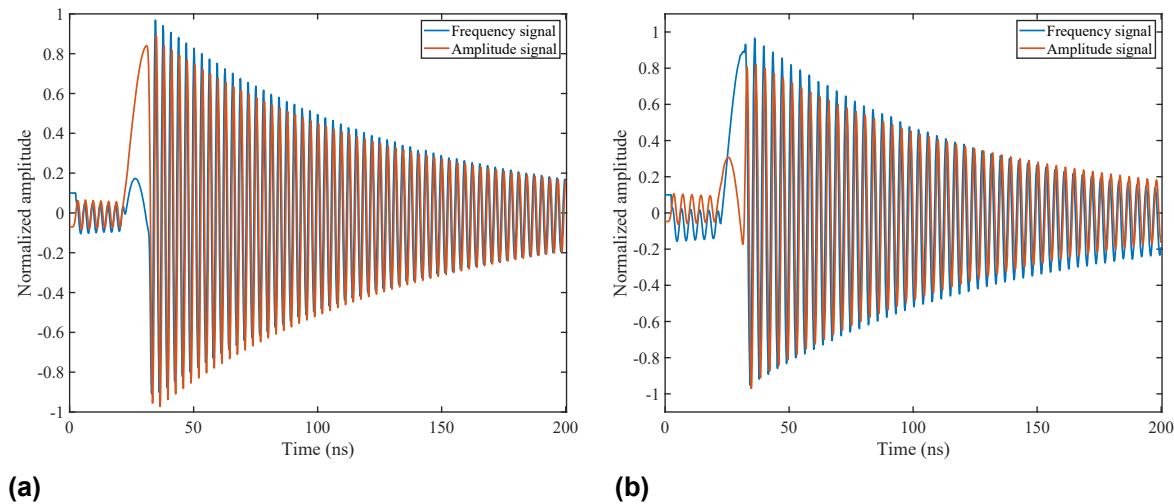 Frequency signal
Amplitude signal
1
0.8
0.6
0.4
0.2
0
-0.2
-0.4
-0.6
-0.8
-1
Normalized amplitude
0 50 100 150 200
Time (ns)
(a)
Frequency signal
Amplitude signal
1
0.8
0.6
0.4
0.2
0
-0.2
-0.4
-0.6
-0.8
-1
Normalized amplitude
0 50 100 150 200
Time (ns)
(b)